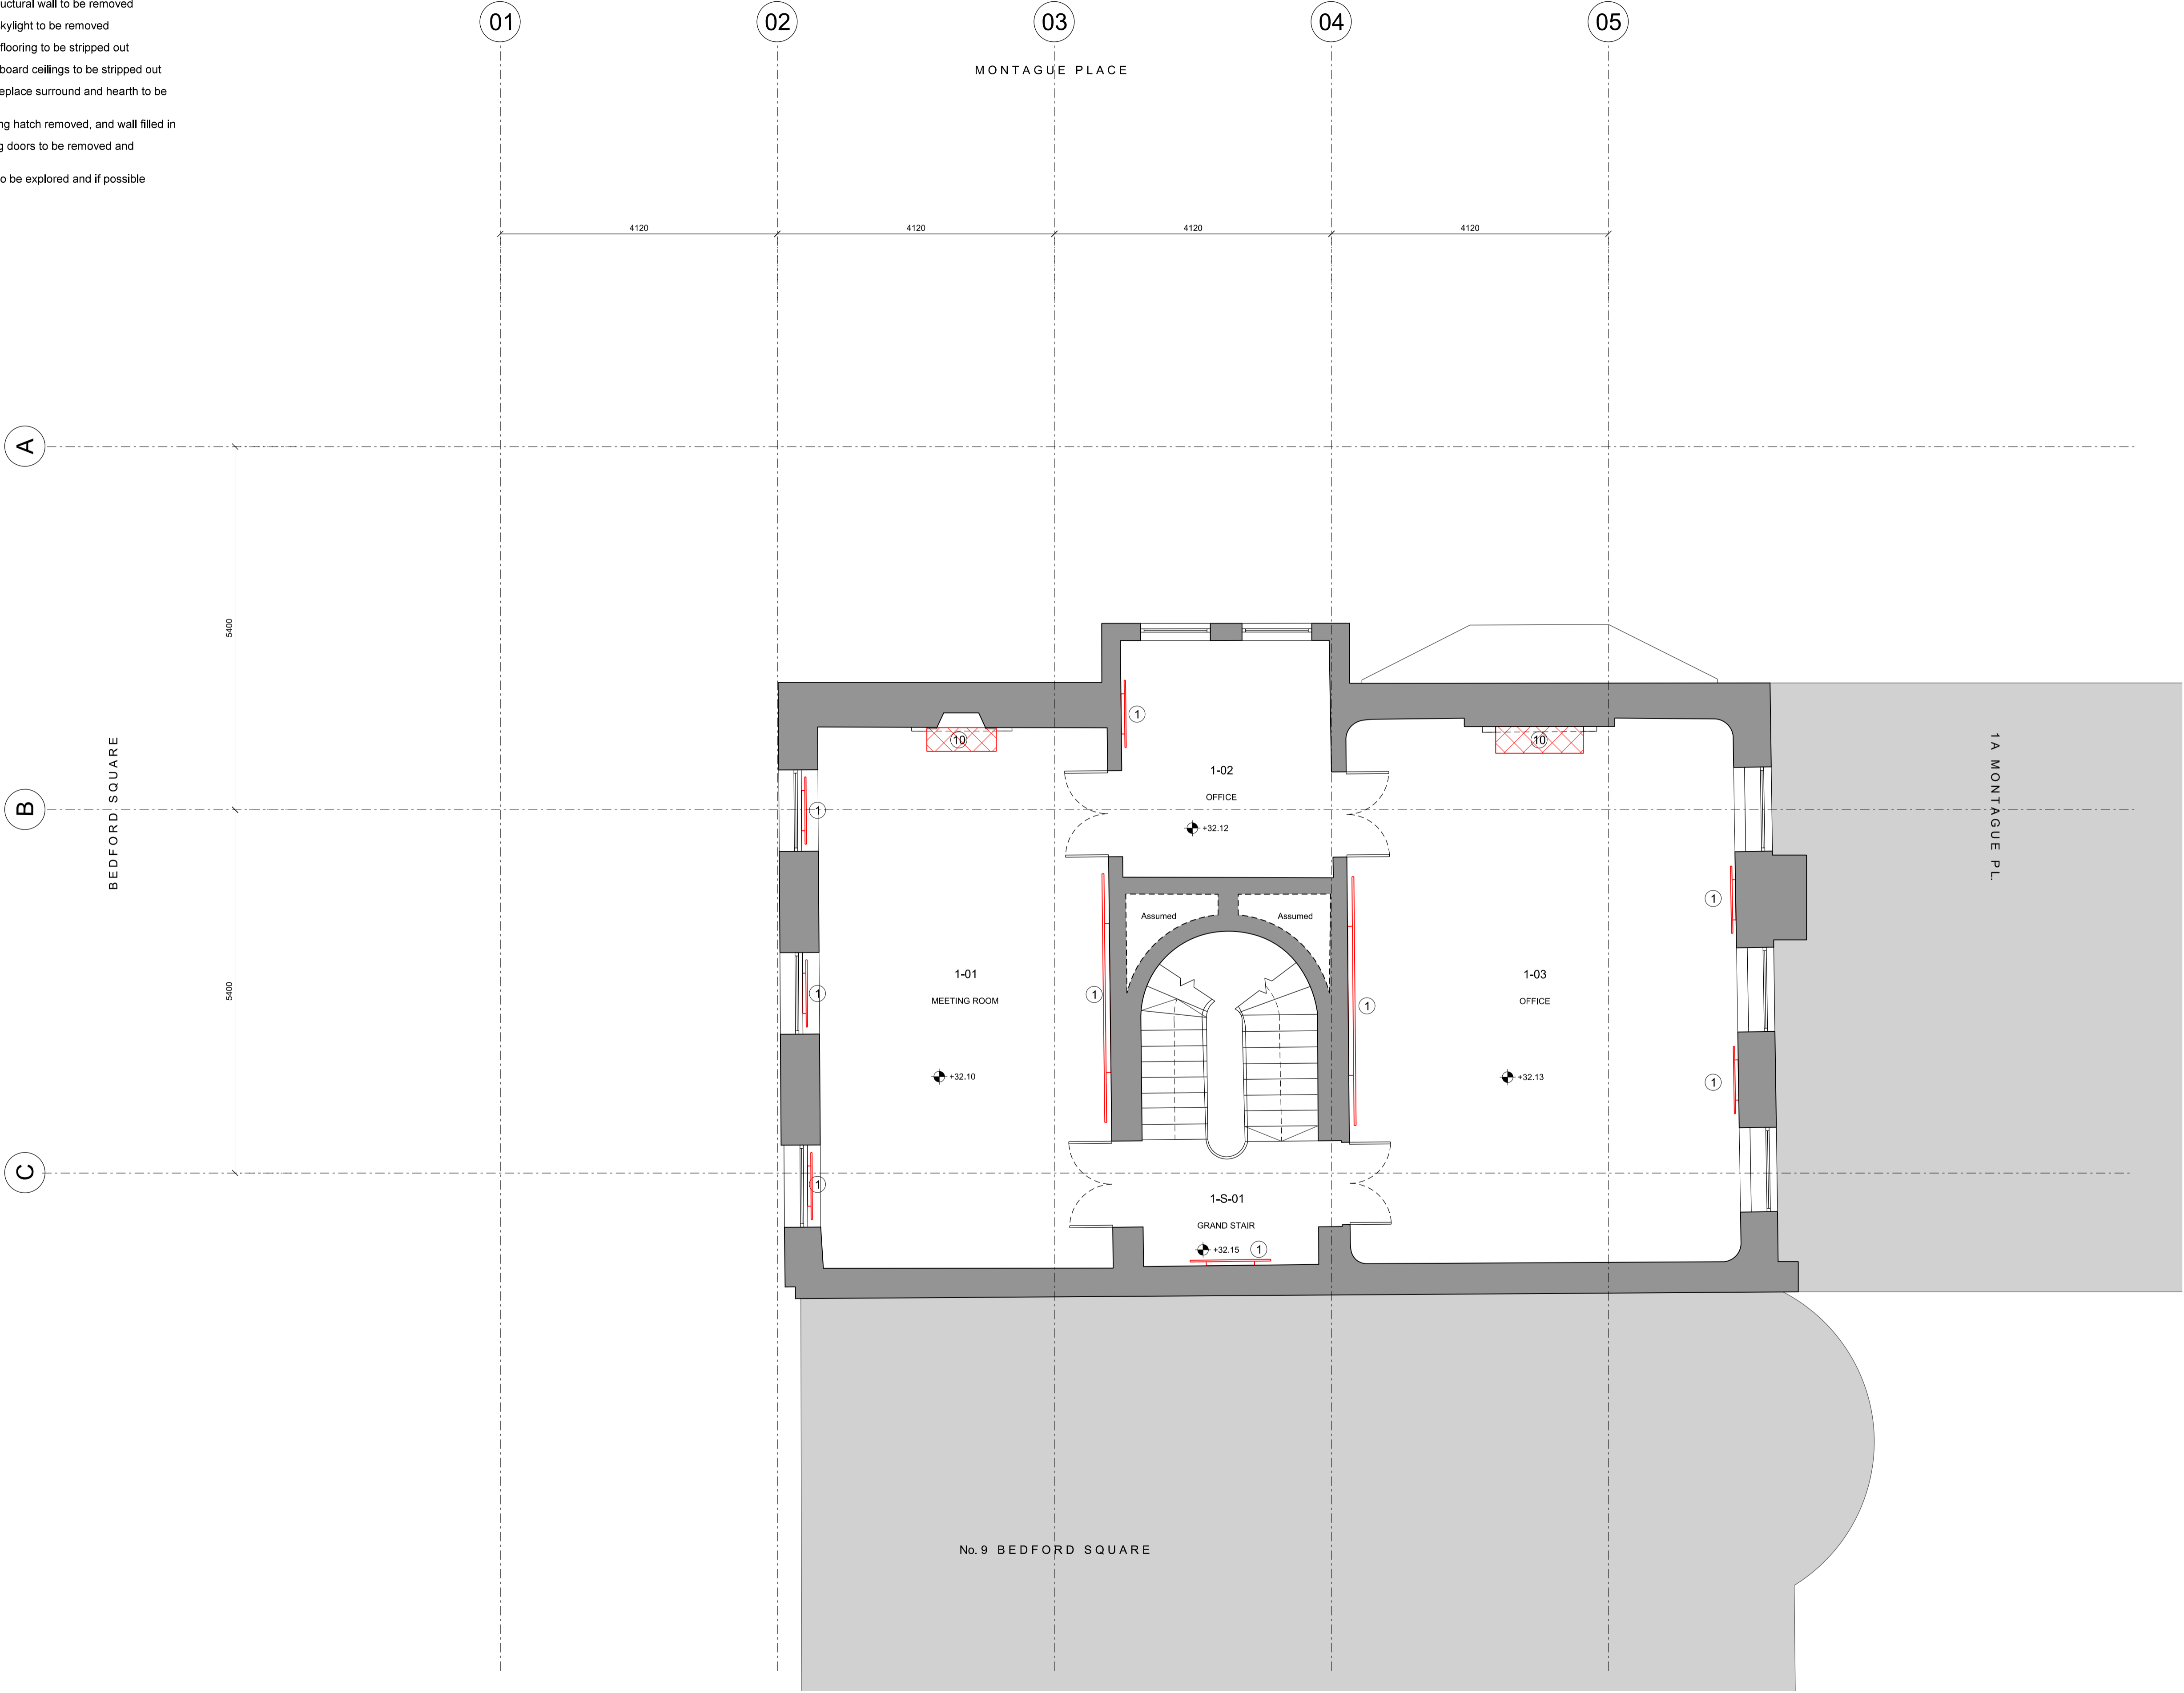 uctural wall to be removed
kylight to be removed
flooring to be stripped out
board ceilings to be stripped out
eplace surround and hearth to be
ng hatch removed, and wall filled in
g doors to be removed and
o be explored and if possible
01
02
03
04
05
MONTAGUE PLACE
4120
4120
4120
4120
A
B
C
5400
5400
BEDFORD SQUARE
1A MONTAGUE PL.
10
10
1
1-02
OFFICE
+32.12
1
1
Assumed
Assumed
1-01
MEETING ROOM
+32.10
1
1
1
1-03
OFFICE
+32.13
1
1
1
1-S-01
GRAND STAIR
+32.15
1
No. 9 BEDFORD SQUARE